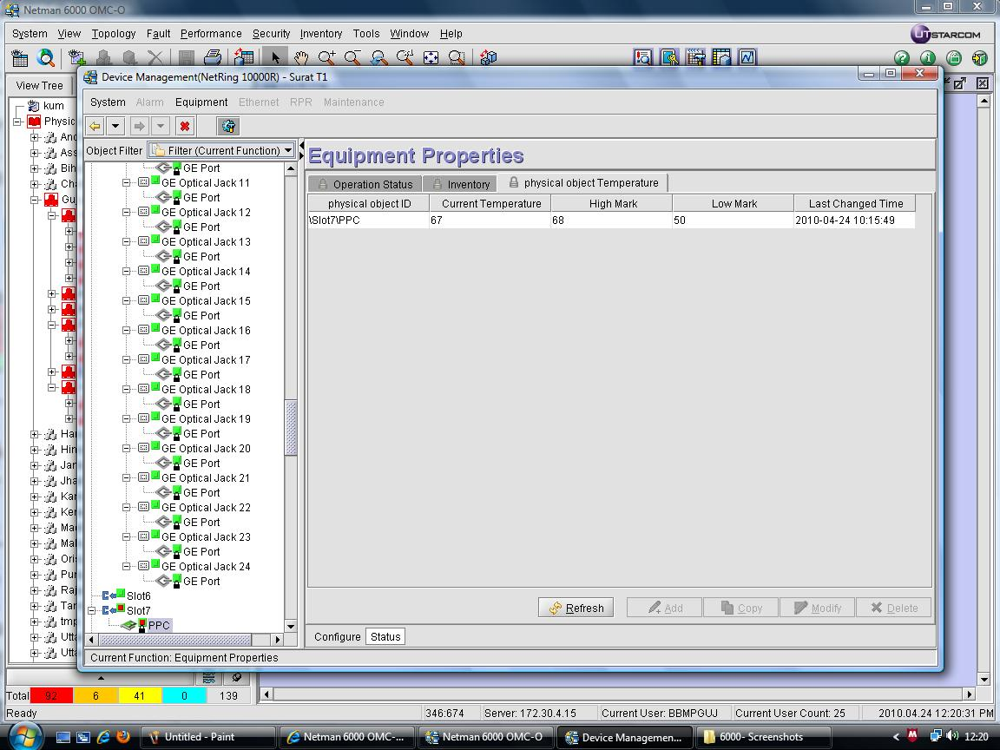 Netman 6000 OMC-O
System View Topology Fault Performance Security Inventory Tools Window Help
UTSTARCOM
View Tree
kum
Physic
And
Ass
Bih
Gu
Har
Him
Jar
Jha
Kar
Ker
Mal
Oris
Pur
Raj
tmp
Utta
Utta
Device Management(NetRing 10000R) - Surat T1
System Alarm Equipment Ethernet RPR Maintenance
Object Filter Filter (Current Function)
GE Port
GE Optical Jack 11
GE Port
GE Optical Jack 12
GE Port
GE Optical Jack 13
GE Port
GE Optical Jack 14
GE Port
GE Optical Jack 15
GE Port
GE Optical Jack 16
GE Port
GE Optical Jack 17
GE Port
GE Optical Jack 18
GE Port
GE Optical Jack 19
GE Port
GE Optical Jack 20
GE Port
GE Optical Jack 21
GE Port
GE Optical Jack 22
GE Port
GE Optical Jack 23
GE Port
GE Optical Jack 24
GE Port
Slot6
Slot7
PPC
Equipment Properties
Operation Status Inventory physical object Temperature
physical object ID Current Temperature High Mark Low Mark Last Changed Time
\Slot7\PPC 67 68 50 2010-04-24 10:15:49
Refresh Add Copy Modify Delete
Configure Status
Current Function: Equipment Properties
Total 92 6 41 0 139
Ready 346:674 Server: 172.30.4.15 Current User: BBMPGUJ Current User Count: 25 2010.04.24 12:20:31 PM
Untitled - Paint Netman 6000 OMC-... Netman 6000 OMC-O Device Managemen... 6000- Screenshots 12:20